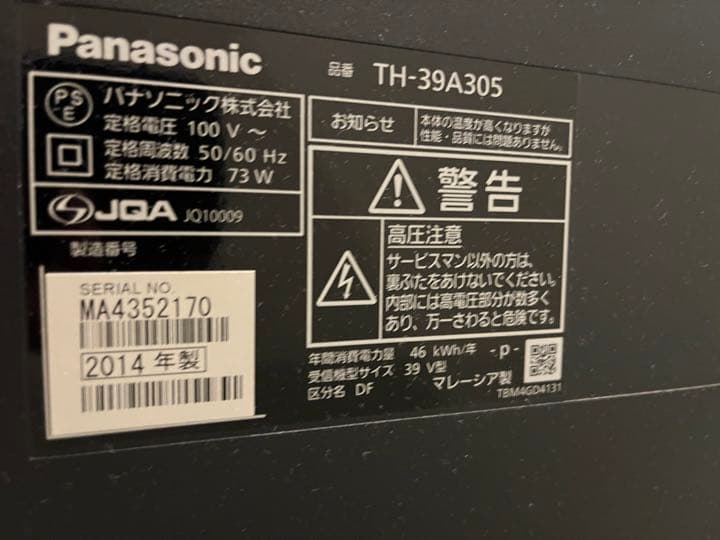 Panasonic
品番 TH-39A305
PS
E
パナソニック株式会社
定格電圧 100 V ～
定格周波数 50/60 Hz
定格消費電力 73 W
JQA JQ10009
お知らせ
本体の温度が高くなりますが
性能・品質には問題ありません。
警告
高圧注意
サービスマン以外の方は、
裏ぶたをあけないでください。
内部には高電圧部分が数多く
あり、万一さわると危険です。
製造番号
SERIAL NO.
MA4352170
2014 年製
年間消費電力量 46 kWh/年 -p-
受信機型サイズ 39 V型
区分名 DF マレーシア製
TBM4GD4131